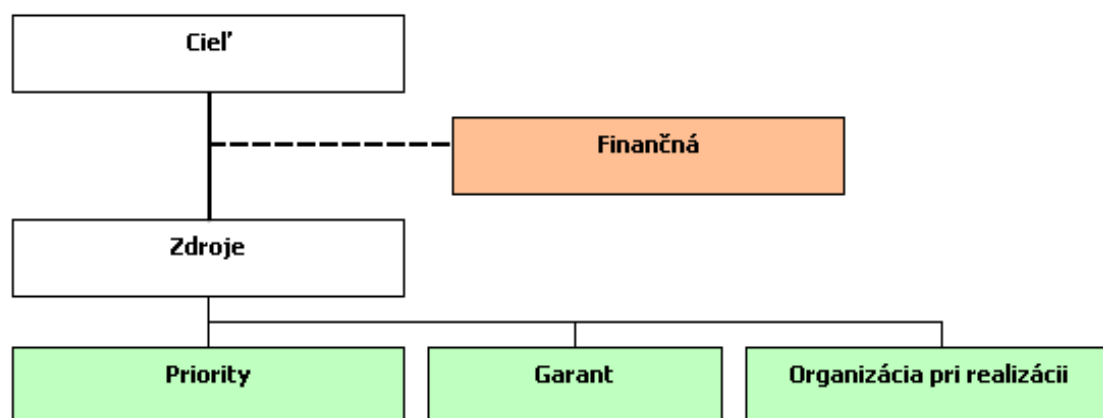 Cieľ
Finančná
Zdroje
Priority
Garant
Organizácia pri realizácii